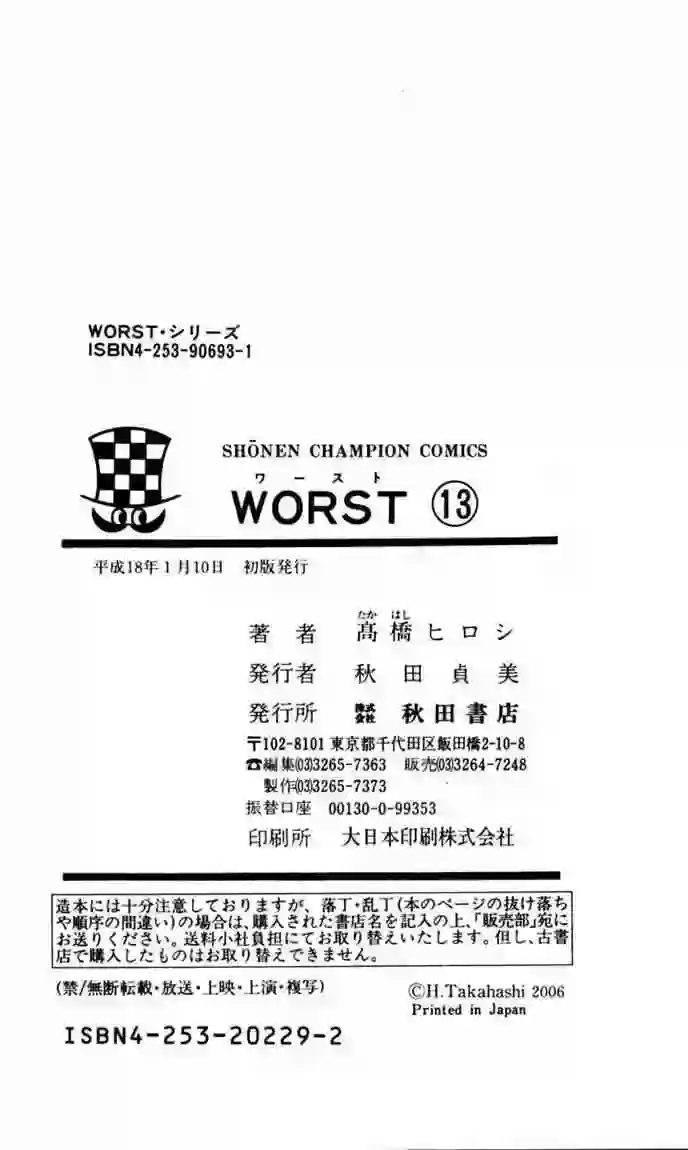 WORST・シリーズ
ISBN4-253-90693-1
SHŌNEN CHAMPION COMICS
ワースト
WORST ⑬
平成18年1月10日 初版発行
たか はし
著者 髙橋ヒロシ
発行者 秋田貞美
発行所 株式会社 秋田書店
〒102-8101 東京都千代田区飯田橋2-10-8
☎編集(03)3265-7363 販売(03)3264-7248
製作(03)3265-7373
振替口座 00130-0-99353
印刷所 大日本印刷株式会社
造本には十分注意しておりますが、落丁・乱丁(本のページの抜け落ち
や順序の間違い)の場合は、購入された書店名を記入の上、「販売部」宛に
お送りください。送料小社負担にてお取り替えいたします。但し、古書
店で購入したものはお取り替えできません。
(禁/無断転載・放送・上映・上演・複写)
©H.Takahashi 2006
Printed in Japan
ISBN4-253-20229-2